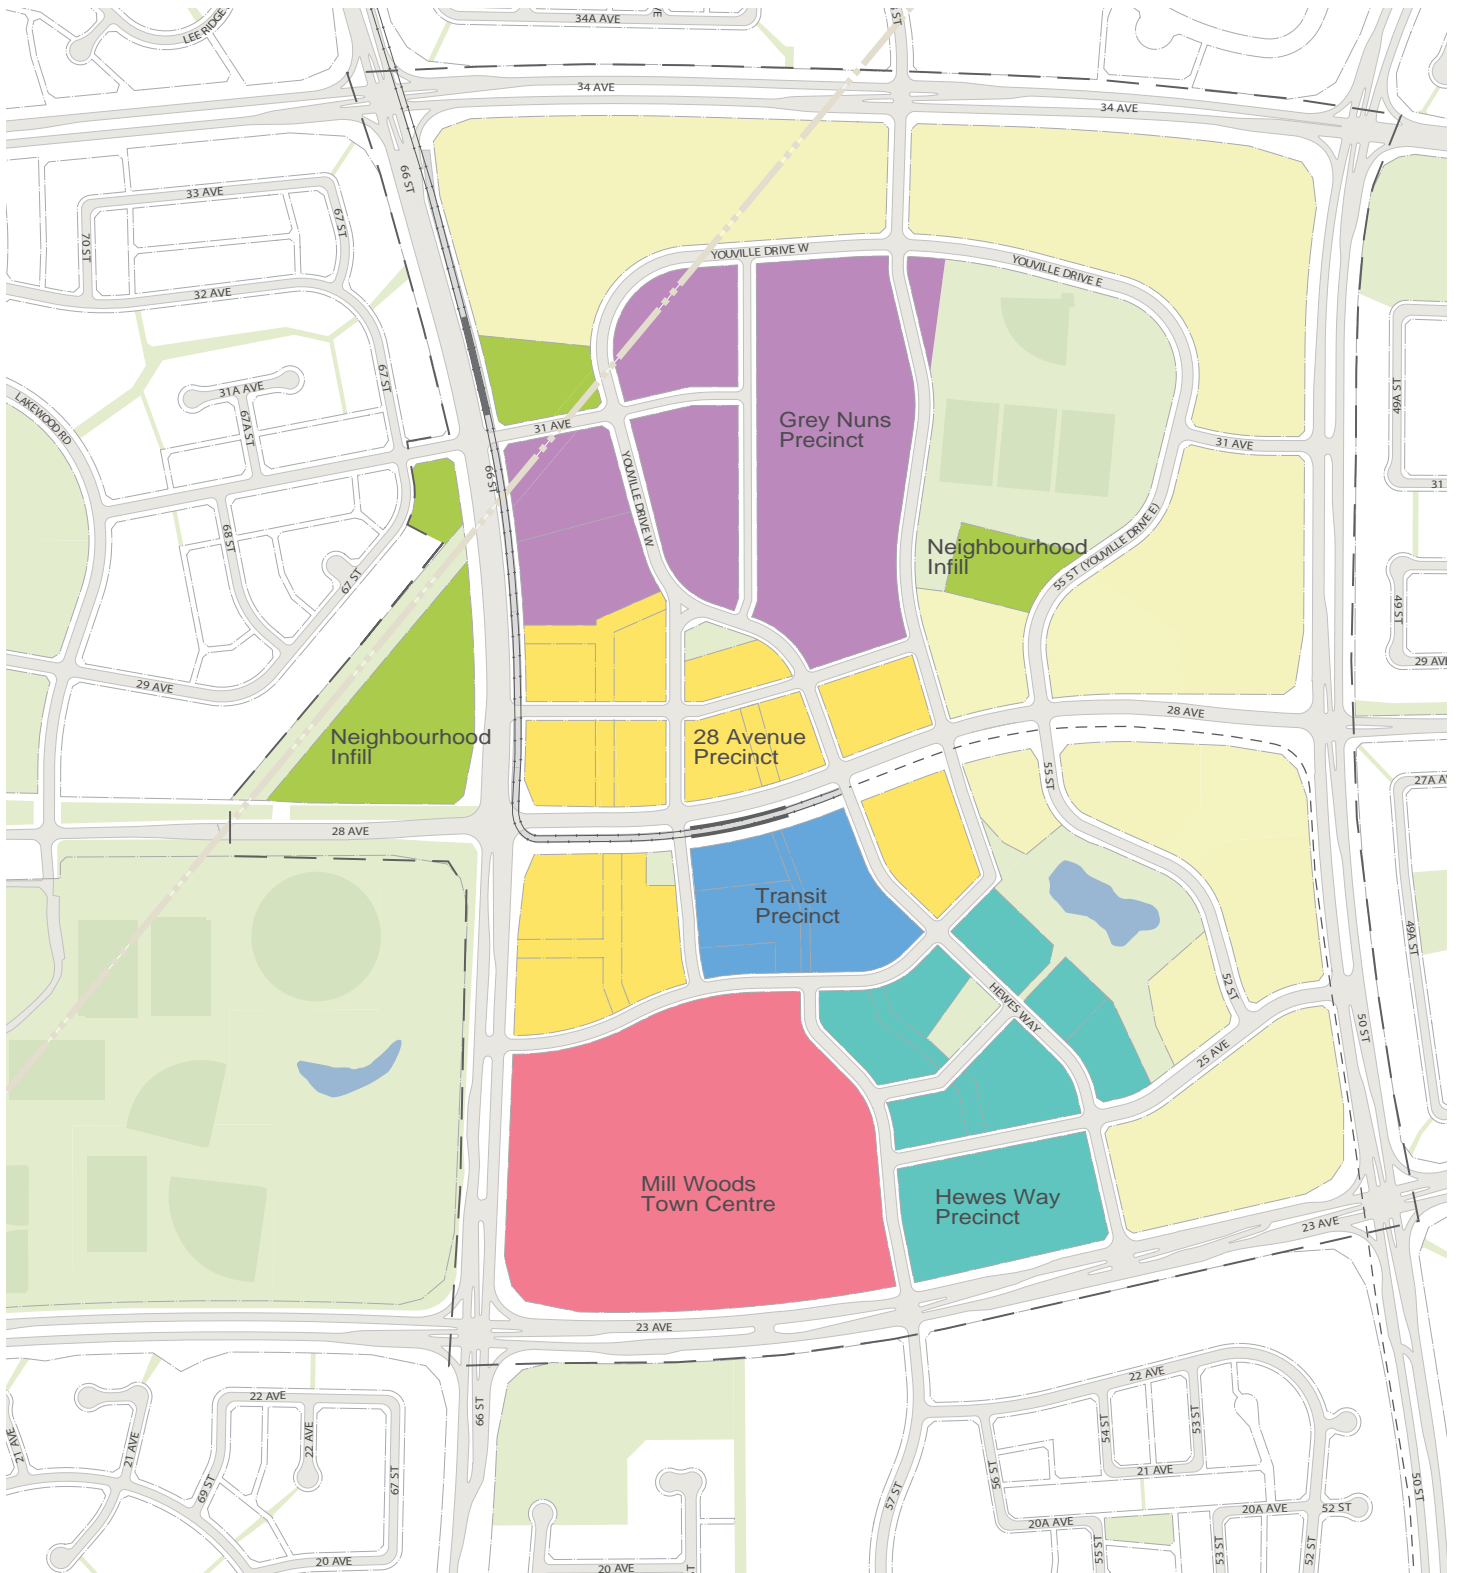 LEE RIDGE
34A AVE
ST
34 AVE
34 AVE
66 ST
33 AVE
67 ST
70 ST
32 AVE
YOUVILLE DRIVE W
YOUVILLE DRIVE E
31A AVE
67 ST
67A ST
LAKEWOOD RD
49A ST
31 AVE
Grey Nuns
Precinct
31 AVE
66 ST
YOUVILLE DRIVE W
31
68 ST
67 ST
Neighbourhood
Infill
55 ST (YOUVILLE DRIVE E)
49 ST
29 AVE
29 AV
28 AVE
Neighbourhood
Infill
28 Avenue
Precinct
55 ST
27A A
28 AVE
Transit
Precinct
49A ST
52 ST
HEWES WAY
50 ST
25 AVE
Mill Woods
Town Centre
Hewes Way
Precinct
23 AVE
23 AVE
22 AVE
22 AVE
66 ST
21 AVE
21 AVE
22 AVE
54 ST
53 ST
69 ST
67 ST
56 ST
21 AVE
50 ST
57 ST
20A AVE
20A AVE
52 ST
20 AVE
20 AVE
55 ST
53 ST
52 ST